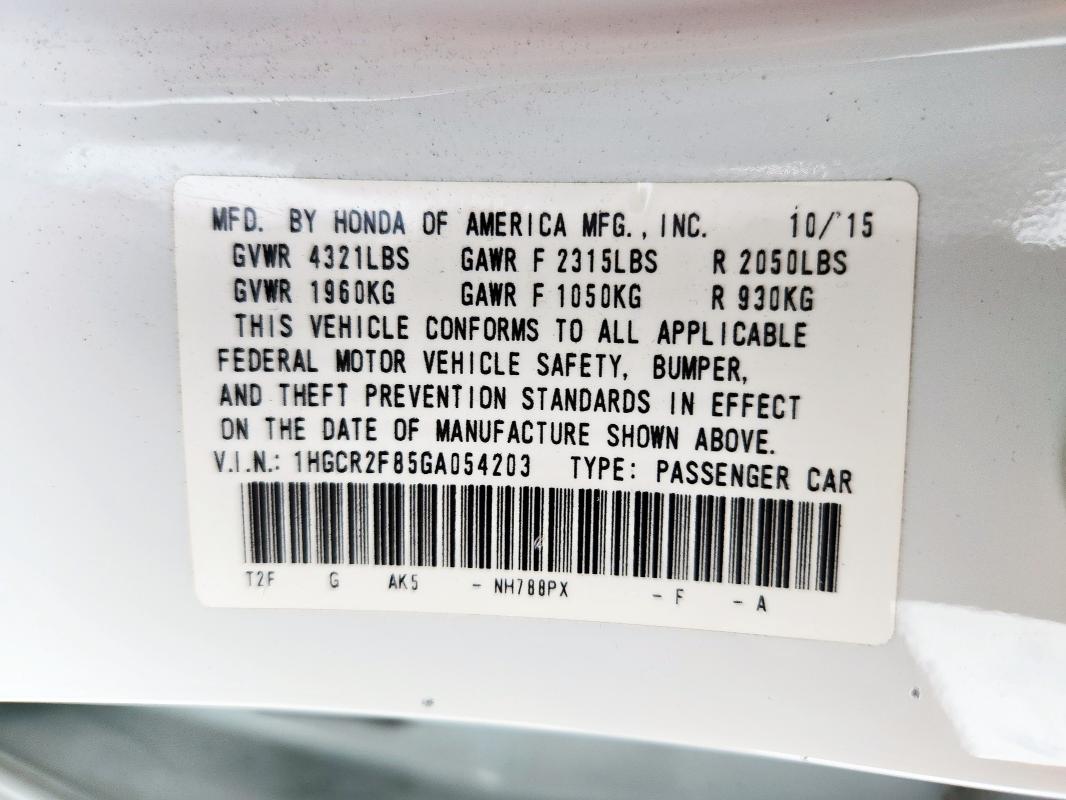 MFD. BY HONDA OF AMERICA MFG., INC. 10/15
GVWR 4321LBS GAWR F 2315LBS R 2050LBS
GVWR 1960KG GAWR F 1050KG R 930KG
THIS VEHICLE CONFORMS TO ALL APPLICABLE
FEDERAL MOTOR VEHICLE SAFETY, BUMPER,
AND THEFT PREVENTION STANDARDS IN EFFECT
ON THE DATE OF MANUFACTURE SHOWN ABOVE.
V.I.N.: 1HGCR2F85GA054203 TYPE: PASSENGER CAR
T2F G AK5 - NH788PX - F - A